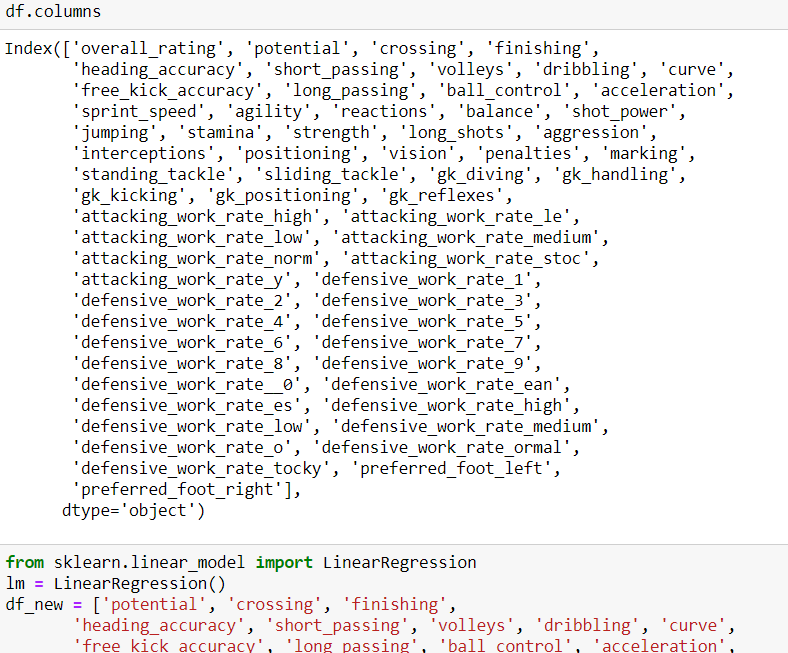 df.columns
Index(['overall_rating', 'potential', 'crossing', 'finishing',
'heading_accuracy', 'short_passing', 'volleys', 'dribbling', 'curve',
'free_kick_accuracy', 'long_passing', 'ball_control', 'acceleration',
'sprint_speed', 'agility', 'reactions', 'balance', 'shot_power',
'jumping', 'stamina', 'strength', 'long_shots', 'aggression',
'interceptions', 'positioning', 'vision', 'penalties', 'marking',
'standing_tackle', 'sliding_tackle', 'gk_diving', 'gk_handling',
'gk_kicking', 'gk_positioning', 'gk_reflexes',
'attacking_work_rate_high', 'attacking_work_rate_le',
'attacking_work_rate_low', 'attacking_work_rate_medium',
'attacking_work_rate_norm', 'attacking_work_rate_stoc',
'attacking_work_rate_y', 'defensive_work_rate_1',
'defensive_work_rate_2', 'defensive_work_rate_3',
'defensive_work_rate_4', 'defensive_work_rate_5',
'defensive_work_rate_6', 'defensive_work_rate_7',
'defensive_work_rate_8', 'defensive_work_rate_9',
'defensive_work_rate__0', 'defensive_work_rate_ean',
'defensive_work_rate_es', 'defensive_work_rate_high',
'defensive_work_rate_low', 'defensive_work_rate_medium',
'defensive_work_rate_o', 'defensive_work_rate_ormal',
'defensive_work_rate_tocky', 'preferred_foot_left',
'preferred_foot_right'],
dtype='object')
from sklearn.linear_model import LinearRegression
lm = LinearRegression()
df_new = ['potential', 'crossing', 'finishing',
'heading_accuracy', 'short_passing', 'volleys', 'dribbling', 'curve',
'free_kick_accuracy', 'long_passing', 'ball_control', 'acceleration',